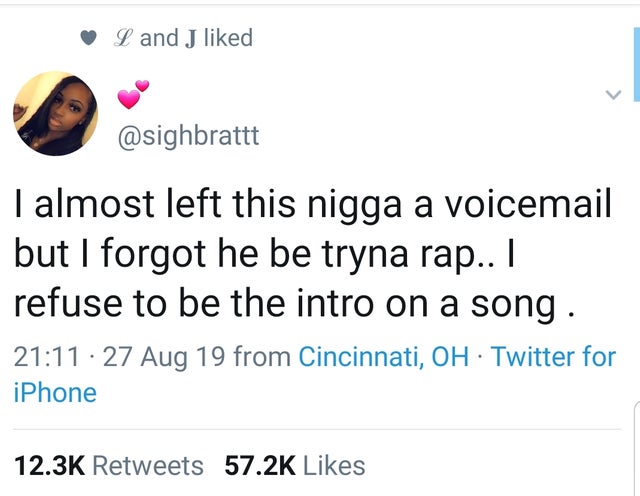 ℒ and J liked
💕
@sighbrattt
I almost left this nigga a voicemail
but I forgot he be tryna rap.. I
refuse to be the intro on a song .
21:11 · 27 Aug 19 from Cincinnati, OH · Twitter for
iPhone
12.3K Retweets 57.2K Likes